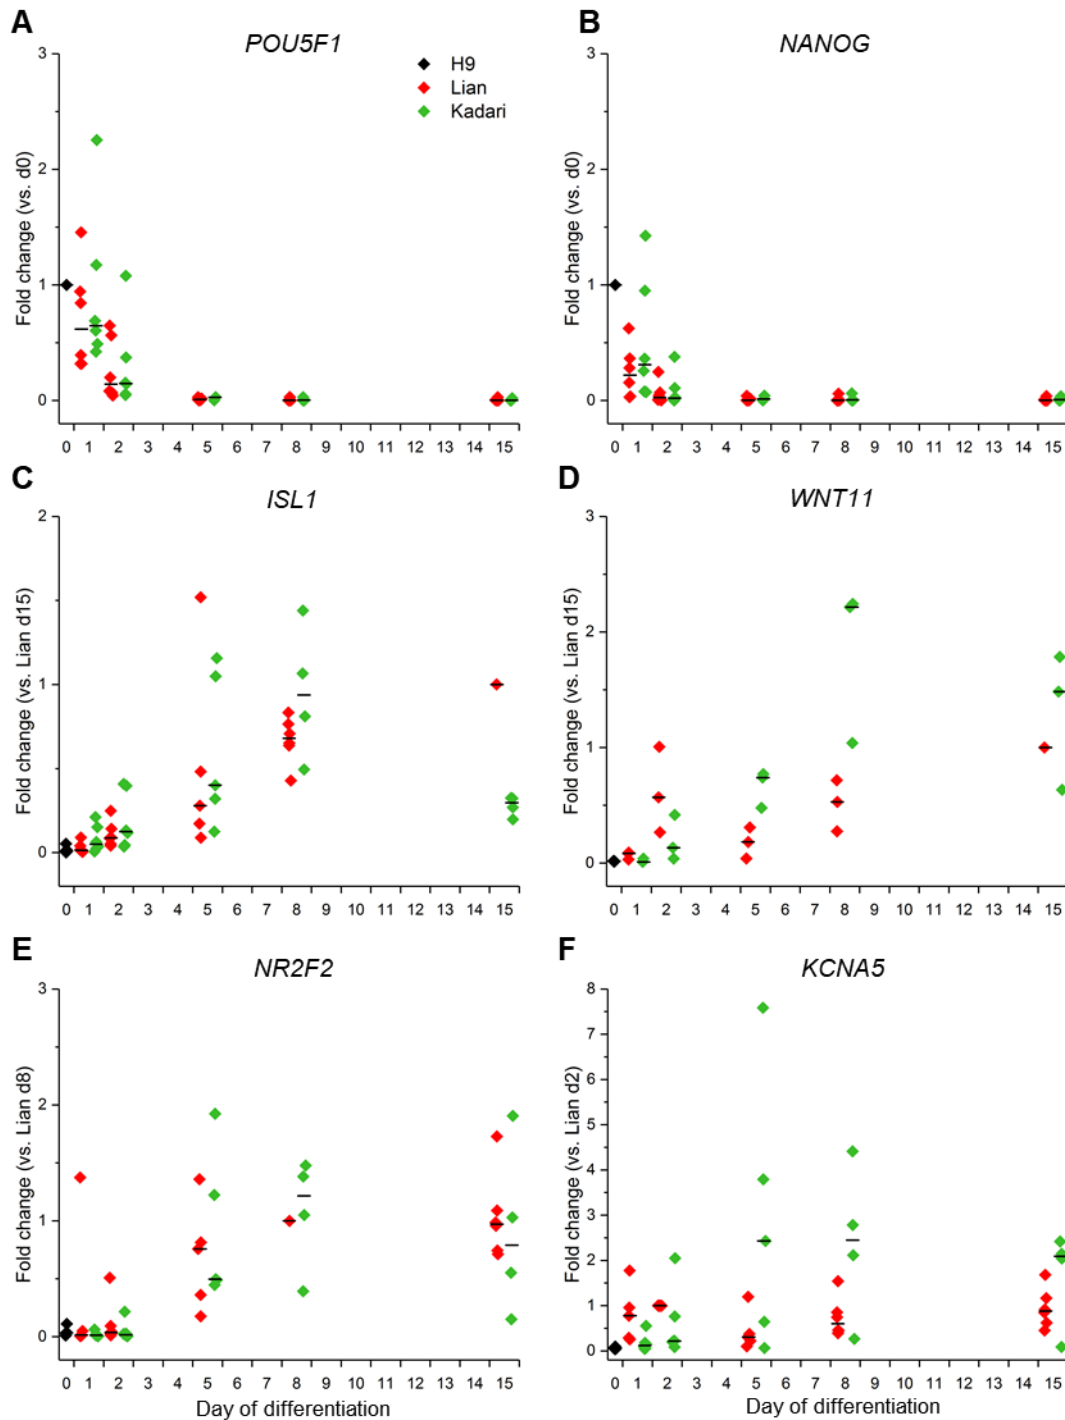 A
POU5F1
Fold change (vs. d0)
3
2
1
0
H9
Lian
Kadari
0 1 2 3 4 5 6 7 8 9 10 11 12 13 14 15
B
NANOG
Fold change (vs. d0)
3
2
1
0
0 1 2 3 4 5 6 7 8 9 10 11 12 13 14 15
C
ISL1
Fold change (vs. Lian d15)
2
1
0
0 1 2 3 4 5 6 7 8 9 10 11 12 13 14 15
D
WNT11
Fold change (vs. Lian d15)
3
2
1
0
0 1 2 3 4 5 6 7 8 9 10 11 12 13 14 15
E
NR2F2
Fold change (vs. Lian d8)
3
2
1
0
0 1 2 3 4 5 6 7 8 9 10 11 12 13 14 15
Day of differentiation
F
KCNA5
Fold change (vs. Lian d2)
8
7
6
5
4
3
2
1
0
0 1 2 3 4 5 6 7 8 9 10 11 12 13 14 15
Day of differentiation